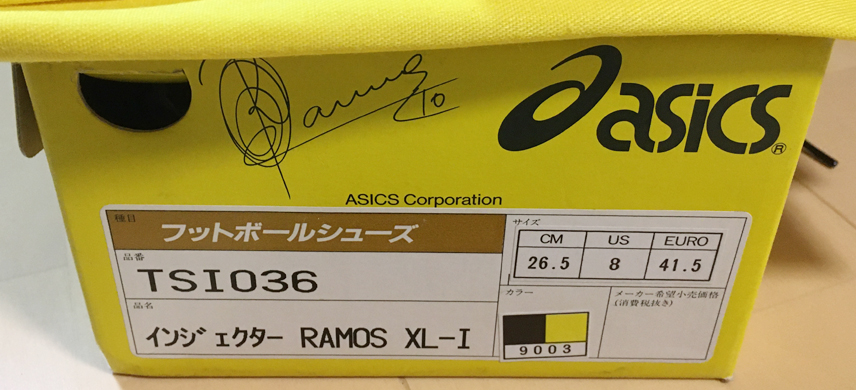 Ramos
10
asics®
ASICS Corporation
種目
フットボールシューズ
品番
TSI036
品名
インジェクター RAMOS XL-I
サイズ
CM US EURO
26.5 8 41.5
カラー
9003
メーカー希望小売価格
(消費税抜き)